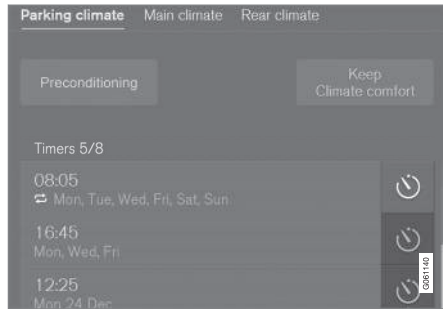 Parking climate Main climate Rear climate
Preconditioning
Keep
Climate comfort
Timers 5/8
08:05
Mon, Tue, Wed, Fri, Sat, Sun
16:45
Mon, Wed, Fri
12:25
Mon 24 Dec
G061140